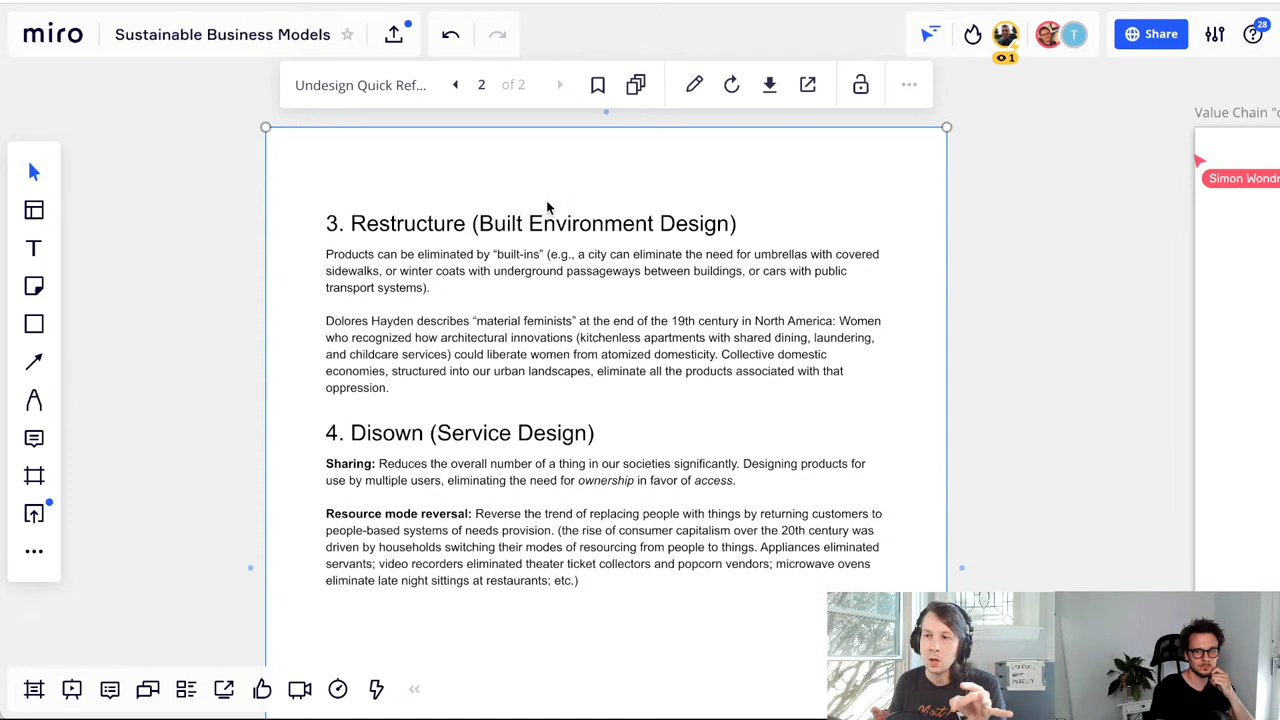 miro
Sustainable Business Models
1
T
Share
28
Undesign Quick Ref...
2 of 2
Value Chain "
Simon Wond
3. Restructure (Built Environment Design)
Products can be eliminated by “built-ins” (e.g., a city can eliminate the need for umbrellas with covered
sidewalks, or winter coats with underground passageways between buildings, or cars with public
transport systems).
Dolores Hayden describes “material feminists” at the end of the 19th century in North America: Women
who recognized how architectural innovations (kitchenless apartments with shared dining, laundering,
and childcare services) could liberate women from atomized domesticity. Collective domestic
economies, structured into our urban landscapes, eliminate all the products associated with that
oppression.
4. Disown (Service Design)
Sharing: Reduces the overall number of a thing in our societies significantly. Designing products for
use by multiple users, eliminating the need for ownership in favor of access.
Resource mode reversal: Reverse the trend of replacing people with things by returning customers to
people-based systems of needs provision. (the rise of consumer capitalism over the 20th century was
driven by households switching their modes of resourcing from people to things. Appliances eliminated
servants; video recorders eliminated theater ticket collectors and popcorn vendors; microwave ovens
eliminate late night sittings at restaurants; etc.)